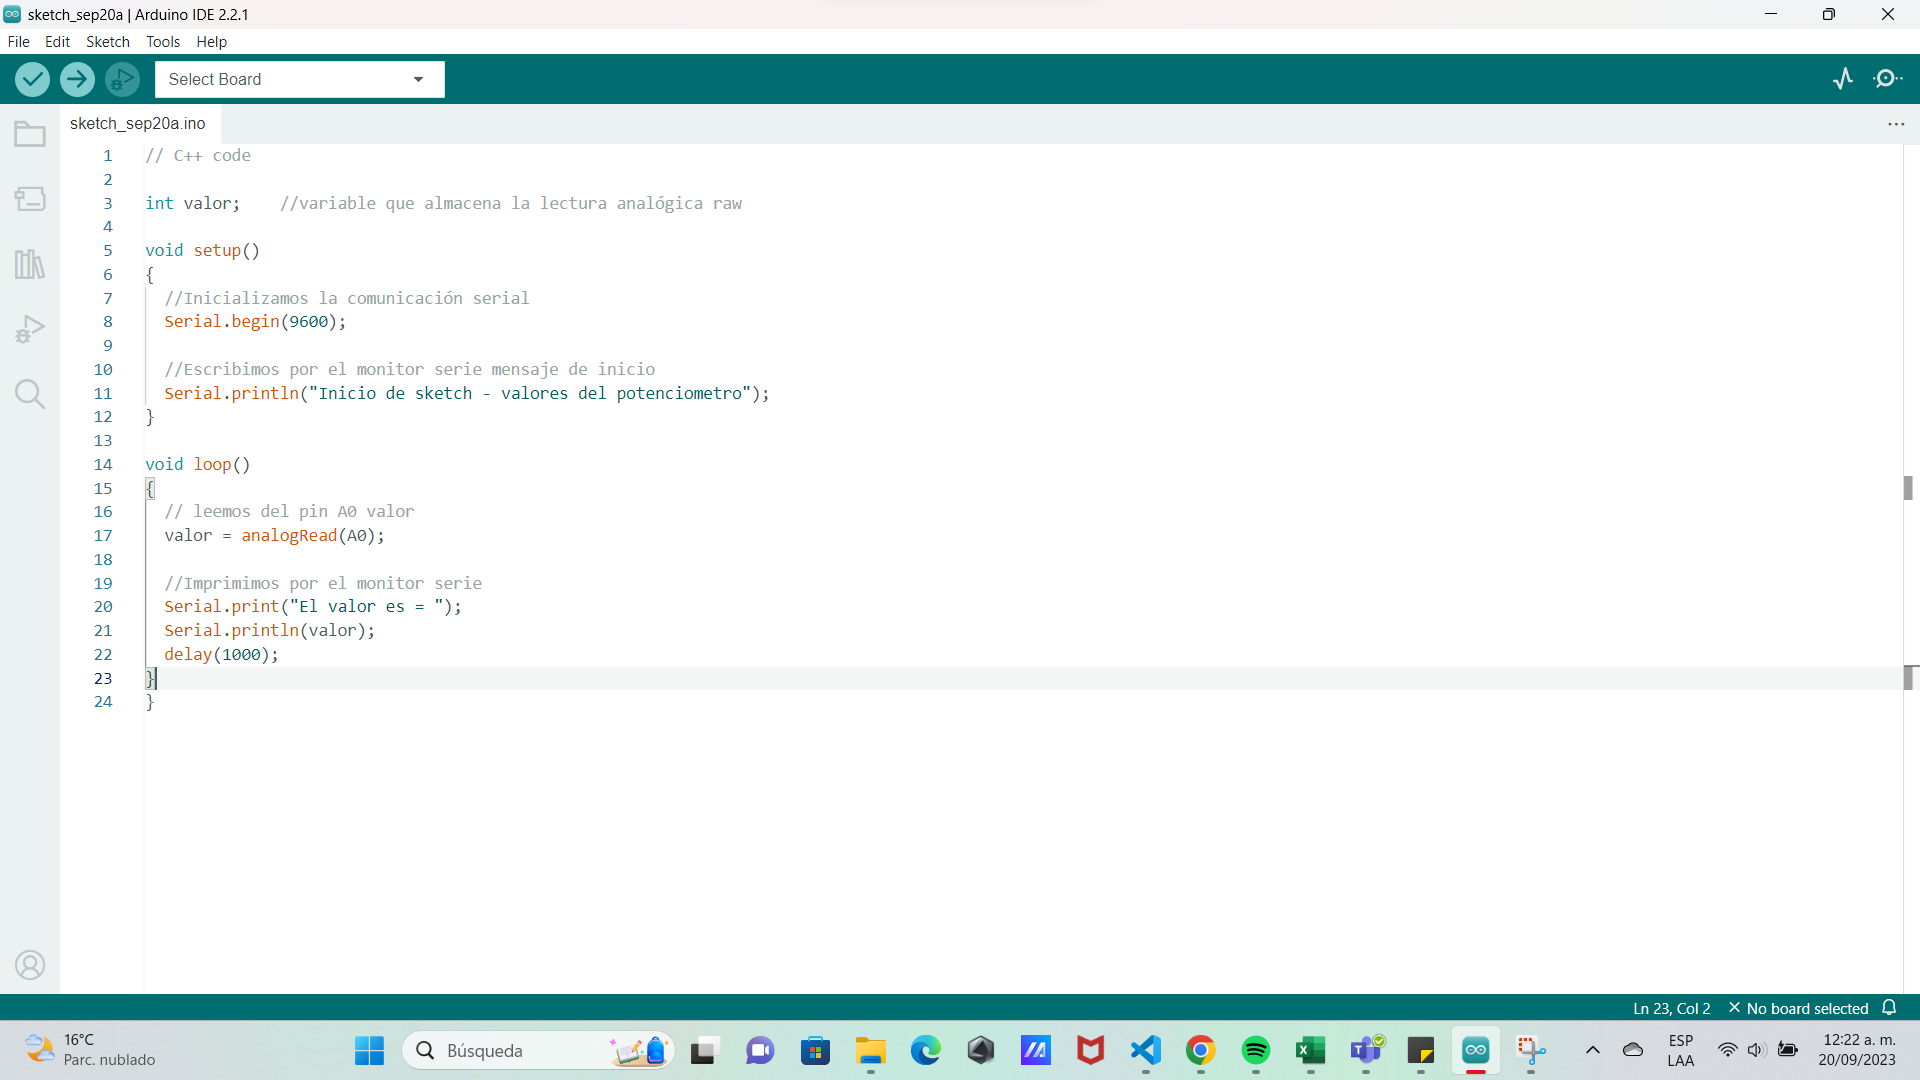 sketch_sep20a | Arduino IDE 2.2.1
File Edit Sketch Tools Help
Select Board
sketch_sep20a.ino
1 // C++ code
2
3 int valor;    //variable que almacena la lectura analógica raw
4
5 void setup()
6 {
7   //Inicializamos la comunicación serial
8   Serial.begin(9600);
9
10   //Escribimos por el monitor serie mensaje de inicio
11   Serial.println("Inicio de sketch - valores del potenciometro");
12 }
13
14 void loop()
15 {
16   // leemos del pin A0 valor
17   valor = analogRead(A0);
18
19   //Imprimimos por el monitor serie
20   Serial.print("El valor es = ");
21   Serial.println(valor);
22   delay(1000);
23 }
24 }
Ln 23, Col 2 No board selected
16°C
Parc. nublado
Búsqueda
ESP
LAA
12:22 a. m.
20/09/2023